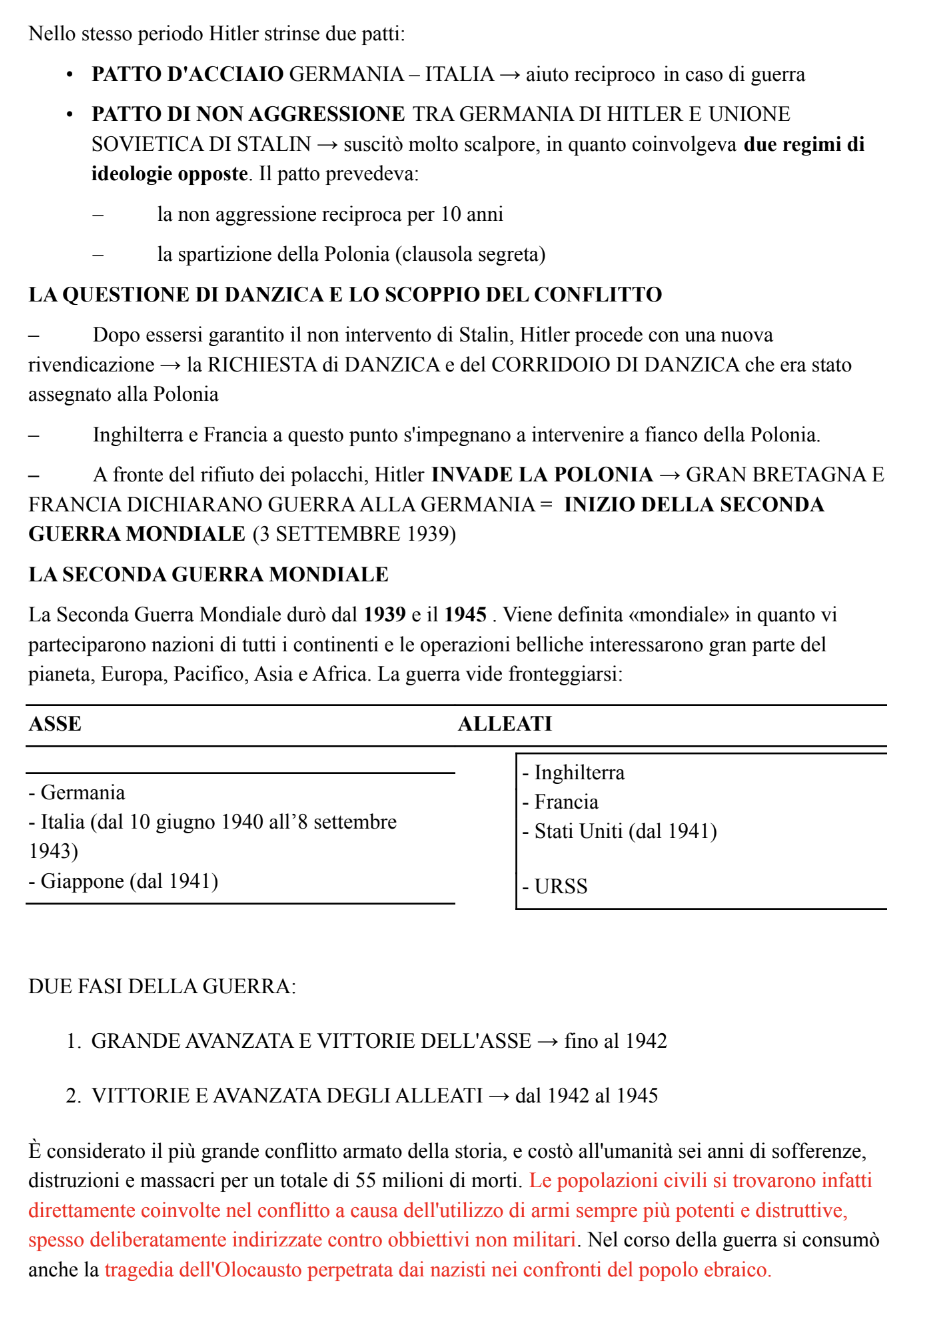 Nello stesso periodo Hitler strinse due patti:
• PATTO D'ACCIAIO GERMANIA – ITALIA → aiuto reciproco in caso di guerra
• PATTO DI NON AGGRESSIONE TRA GERMANIA DI HITLER E UNIONE
SOVIETICA DI STALIN → suscitò molto scalpore, in quanto coinvolgeva due regimi di
ideologie opposte. Il patto prevedeva:
– la non aggressione reciproca per 10 anni
– la spartizione della Polonia (clausola segreta)
LA QUESTIONE DI DANZICA E LO SCOPPIO DEL CONFLITTO
– Dopo essersi garantito il non intervento di Stalin, Hitler procede con una nuova
rivendicazione → la RICHIESTA di DANZICA e del CORRIDOIO DI DANZICA che era stato
assegnato alla Polonia
– Inghilterra e Francia a questo punto s'impegnano a intervenire a fianco della Polonia.
– A fronte del rifiuto dei polacchi, Hitler INVADE LA POLONIA → GRAN BRETAGNA E
FRANCIA DICHIARANO GUERRA ALLA GERMANIA = INIZIO DELLA SECONDA
GUERRA MONDIALE (3 SETTEMBRE 1939)
LA SECONDA GUERRA MONDIALE
La Seconda Guerra Mondiale durò dal 1939 e il 1945 . Viene definita «mondiale» in quanto vi
parteciparono nazioni di tutti i continenti e le operazioni belliche interessarono gran parte del
pianeta, Europa, Pacifico, Asia e Africa. La guerra vide fronteggiarsi:
ASSE ALLEATI
- Germania
- Italia (dal 10 giugno 1940 all’8 settembre
1943)
- Giappone (dal 1941)
- Inghilterra
- Francia
- Stati Uniti (dal 1941)
- URSS
DUE FASI DELLA GUERRA:
1. GRANDE AVANZATA E VITTORIE DELL'ASSE → fino al 1942
2. VITTORIE E AVANZATA DEGLI ALLEATI → dal 1942 al 1945
È considerato il più grande conflitto armato della storia, e costò all'umanità sei anni di sofferenze,
distruzioni e massacri per un totale di 55 milioni di morti. Le popolazioni civili si trovarono infatti
direttamente coinvolte nel conflitto a causa dell'utilizzo di armi sempre più potenti e distruttive,
spesso deliberatamente indirizzate contro obbiettivi non militari. Nel corso della guerra si consumò
anche la tragedia dell'Olocausto perpetrata dai nazisti nei confronti del popolo ebraico.